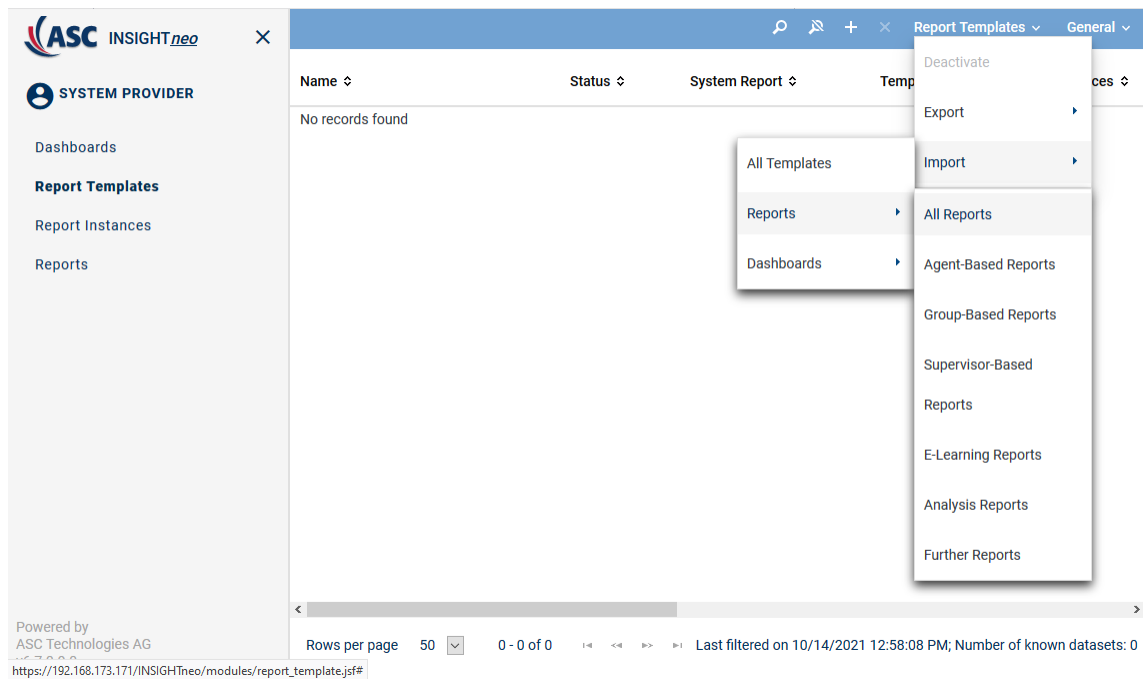 ASC INSIGHTneo
SYSTEM PROVIDER
Dashboards
Report Templates
Report Instances
Reports
Powered by
ASC Technologies AG
https://192.168.173.171/INSIGHTneo/modules/report_template.jsf#
Report Templates General
Name Status System Report Temp ces
No records found
Deactivate
Export
Import
All Templates
Reports
Dashboards
All Reports
Agent-Based Reports
Group-Based Reports
Supervisor-Based
Reports
E-Learning Reports
Analysis Reports
Further Reports
Rows per page 50 0 - 0 of 0 Last filtered on 10/14/2021 12:58:08 PM; Number of known datasets: 0